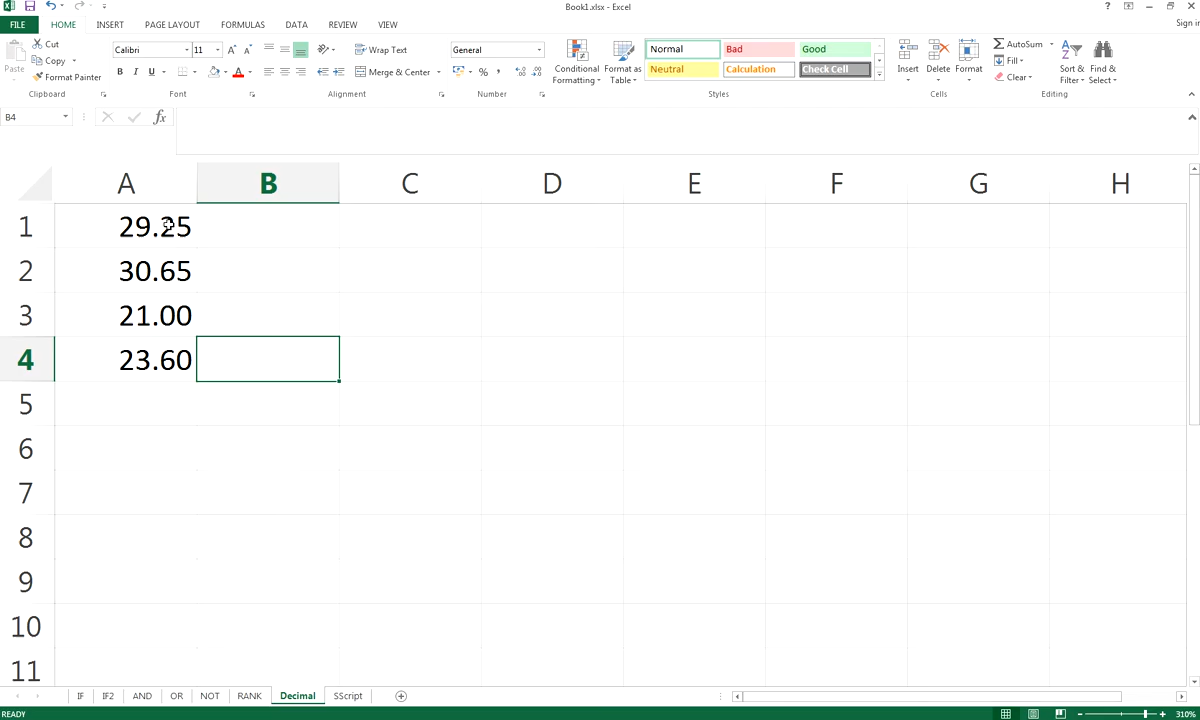 Book1.xlsx - Excel
?
Sign in
FILE HOME INSERT PAGE LAYOUT FORMULAS DATA REVIEW VIEW
Paste
Cut
Copy
Format Painter
Clipboard
Calibri 11
B I U
A
Font
Wrap Text
Merge & Center
Alignment
General
%
Number
Conditional Formatting
Format as Table
Normal Bad Good
Neutral Calculation Check Cell
Styles
Insert Delete Format
Cells
AutoSum
Fill
Clear
Sort & Filter
Find & Select
Editing
B4
fx
A B C D E F G H
1 29.25
2 30.65
3 21.00
4 23.60
5
6
7
8
9
10
11
IF IF2 AND OR NOT RANK Decimal SScript
READY
310%